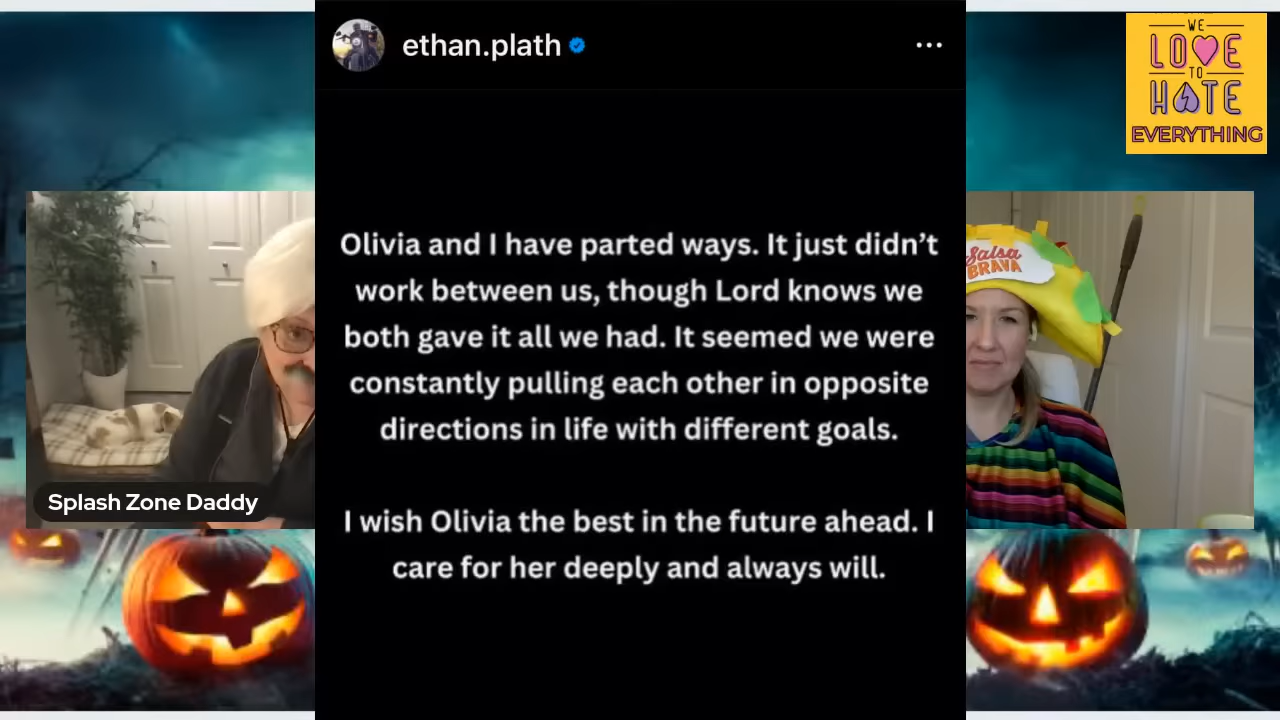 ethan.plath
WE
LOVE
TO
HATE
EVERYTHING
Olivia and I have parted ways. It just didn’t
work between us, though Lord knows we
both gave it all we had. It seemed we were
constantly pulling each other in opposite
directions in life with different goals.
I wish Olivia the best in the future ahead. I
care for her deeply and always will.
Salsa
BRAVA
Splash Zone Daddy